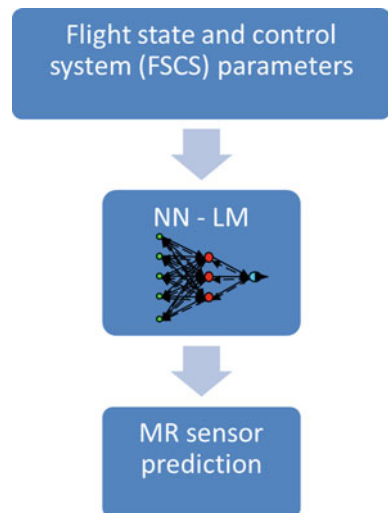 Flight state and control
system (FSCS) parameters
NN - LM
MR sensor
prediction